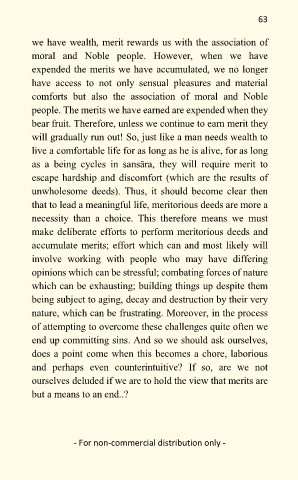 63
we have wealth, merit rewards us with the association of
moral and Noble people. However, when we have
expended the merits we have accumulated, we no longer
have access to not only sensual pleasures and material
comforts but also the association of moral and Noble
people. The merits we have earned are expended when they
bear fruit. Therefore, unless we continue to earn merit they
will gradually run out! So, just like a man needs wealth to
live a comfortable life for as long as he is alive, for as long
as a being cycles in sansāra, they will require merit to
escape hardship and discomfort (which are the results of
unwholesome deeds). Thus, it should become clear then
that to lead a meaningful life, meritorious deeds are more a
necessity than a choice. This therefore means we must
make deliberate efforts to perform meritorious deeds and
accumulate merits; effort which can and most likely will
involve working with people who may have differing
opinions which can be stressful; combating forces of nature
which can be exhausting; building things up despite them
being subject to aging, decay and destruction by their very
nature, which can be frustrating. Moreover, in the process
of attempting to overcome these challenges quite often we
end up committing sins. And so we should ask ourselves,
does a point come when this becomes a chore, laborious
and perhaps even counterintuitive? If so, are we not
ourselves deluded if we are to hold the view that merits are
but a means to an end..?
- For non-commercial distribution only -